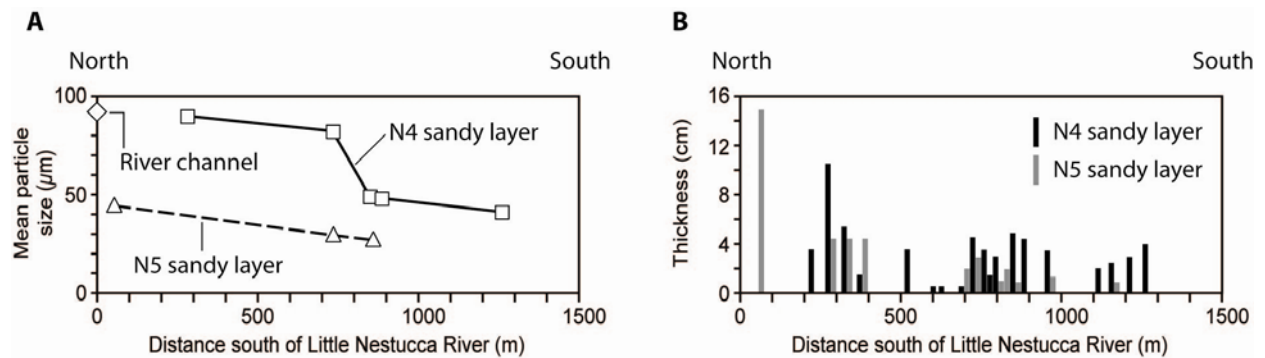 A
North South
100
50
0
Mean particle
size (µm)
River channel
N4 sandy layer
N5 sandy layer
0 500 1000 1500
Distance south of Little Nestucca River (m)
B
North South
16
12
8
4
0
Thickness (cm)
N4 sandy layer
N5 sandy layer
0 500 1000 1500
Distance south of Little Nestucca River (m)